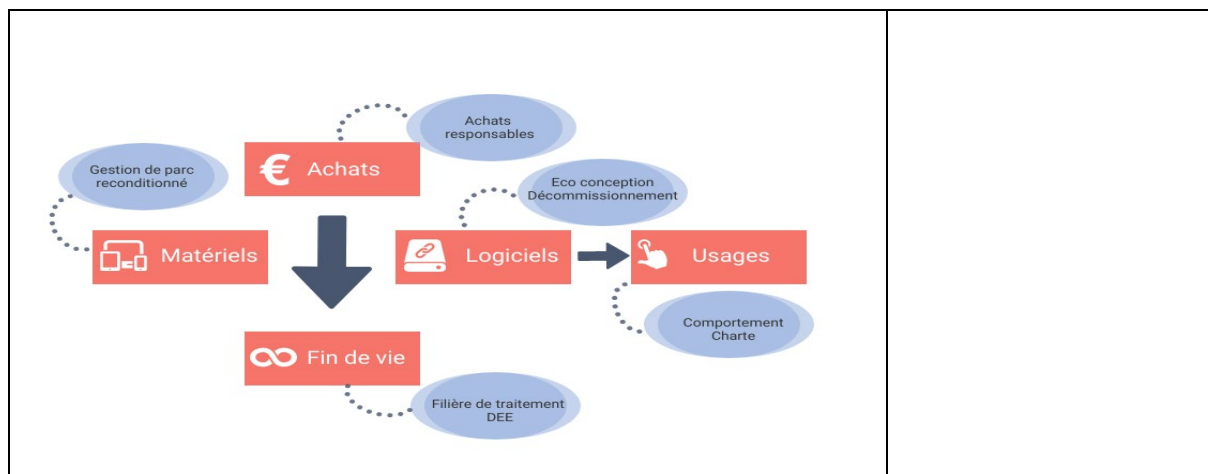 Achats
responsables
€ Achats
Gestion de parc
reconditionné
Eco conception
Décommissionnement
Matériels
Logiciels
Usages
Comportement
Charte
Fin de vie
Filière de traitement
DEE